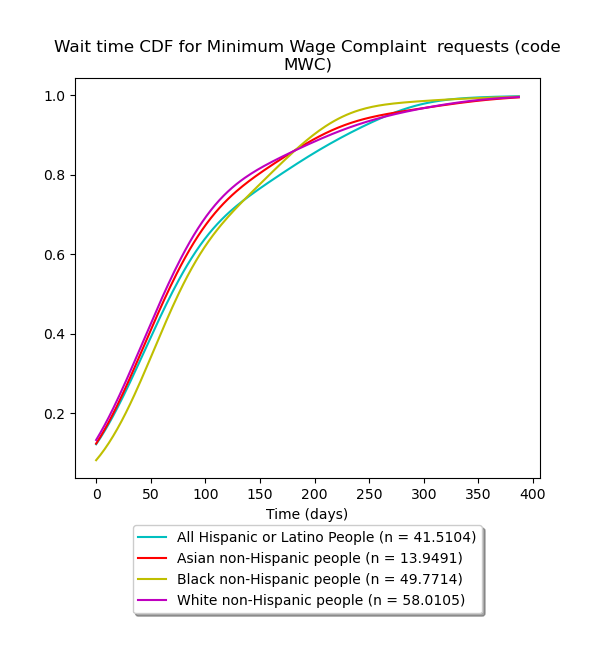 Wait time CDF for Minimum Wage Complaint  requests (code
MWC)
1.0
0.8
0.6
0.4
0.2
0 50 100 150 200 250 300 350 400
Time (days)
All Hispanic or Latino People (n = 41.5104)
Asian non-Hispanic people (n = 13.9491)
Black non-Hispanic people (n = 49.7714)
White non-Hispanic people (n = 58.0105)